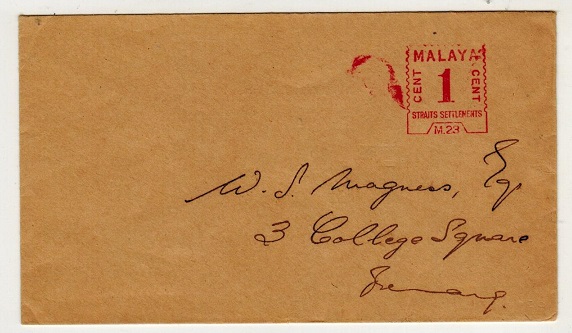 MALAYA
CENT 1 CENT
STRAITS SETTLEMENTS
M.23
W. S. Magness, Esq
3 College Square
Penang.